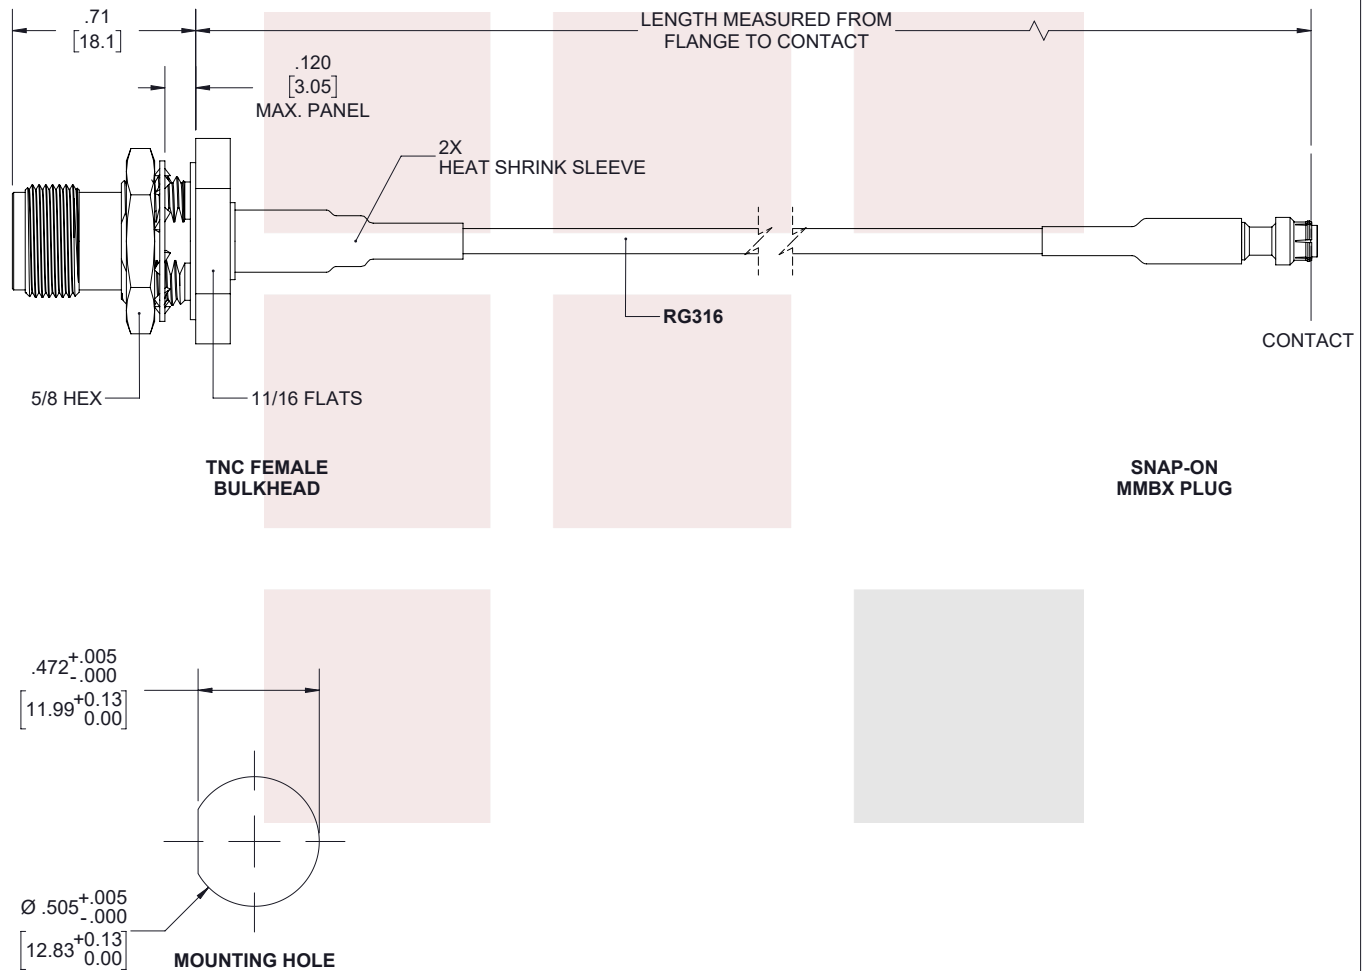 .71
[18.1]
LENGTH MEASURED FROM
FLANGE TO CONTACT
.120
[3.05]
MAX. PANEL
2X
HEAT SHRINK SLEEVE
RG316
CONTACT
5/8 HEX
11/16 FLATS
TNC FEMALE
BULKHEAD
SNAP-ON
MMBX PLUG
.472 +.005
-.000
[11.99 +0.13
0.00]
Ø .505 +.005
-.000
[12.83 +0.13
0.00]
MOUNTING HOLE